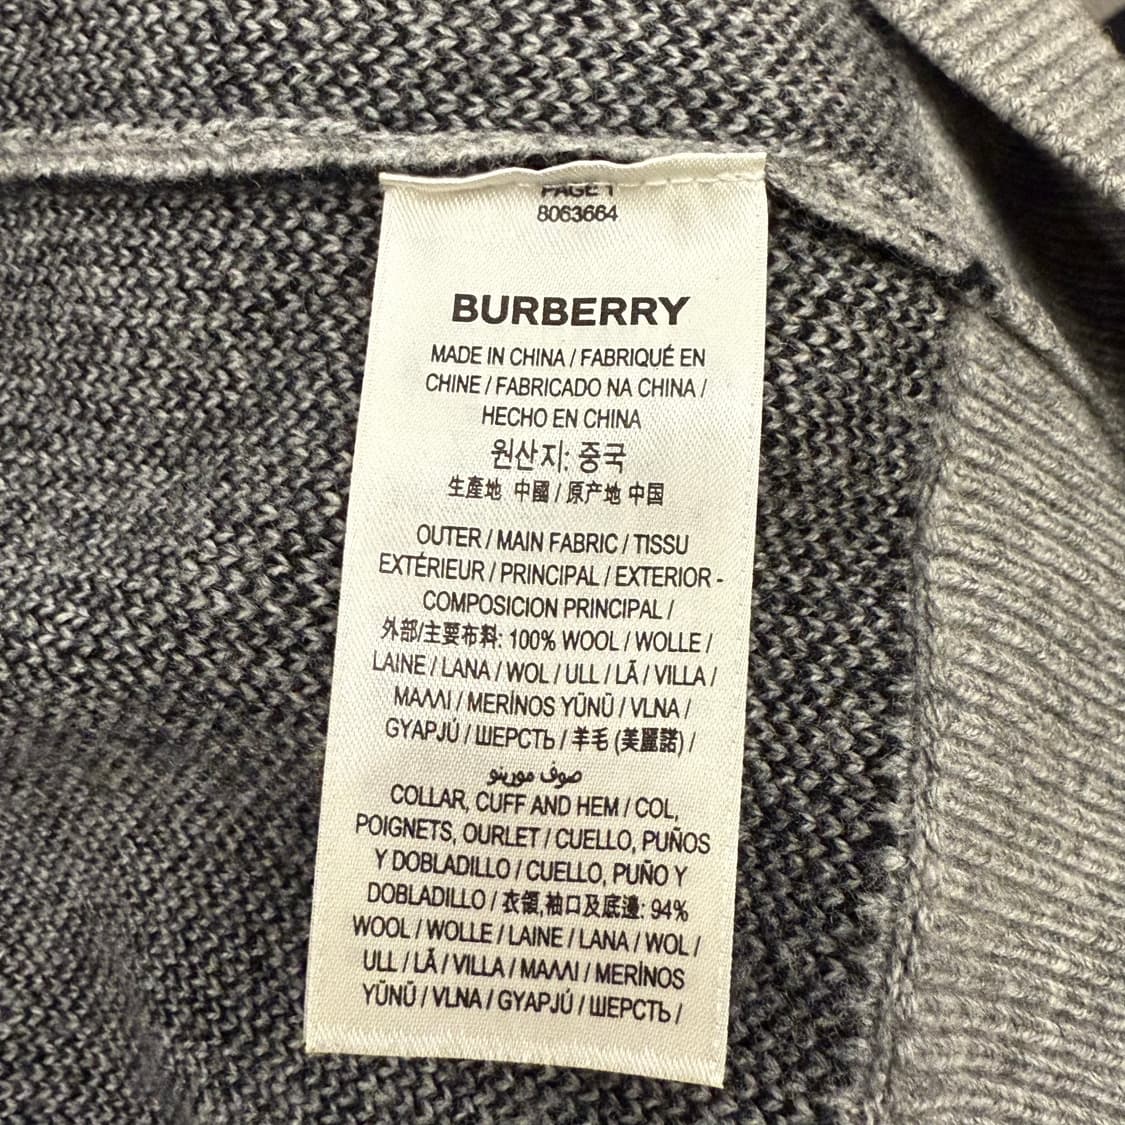 PAGE 1
8063664
BURBERRY
MADE IN CHINA / FABRIQUÉ EN
CHINE / FABRICADO NA CHINA /
HECHO EN CHINA
원산지: 중국
生產地 中國 / 原产地 中国
OUTER / MAIN FABRIC / TISSU
EXTÉRIEUR / PRINCIPAL / EXTERIOR -
COMPOSICION PRINCIPAL /
外部/主要布料: 100% WOOL / WOLLE /
LAINE / LANA / WOL / ULL / LÃ / VILLA /
ΜΑΛΛΙ / MERİNOS YÜNÜ / VLNA /
GYAPJÚ / ШЕРСТЬ / 羊毛 (美麗諾) /
صوف مورينو
COLLAR, CUFF AND HEM / COL,
POIGNETS, OURLET / CUELLO, PUÑOS
Y DOBLADILLO / CUELLO, PUÑO Y
DOBLADILLO / 衣領,袖口及底邊: 94%
WOOL / WOLLE / LAINE / LANA / WOL /
ULL / LÃ / VILLA / ΜΑΛΛΙ / MERİNOS
YÜNÜ / VLNA / GYAPJÚ / ШЕРСТЬ /